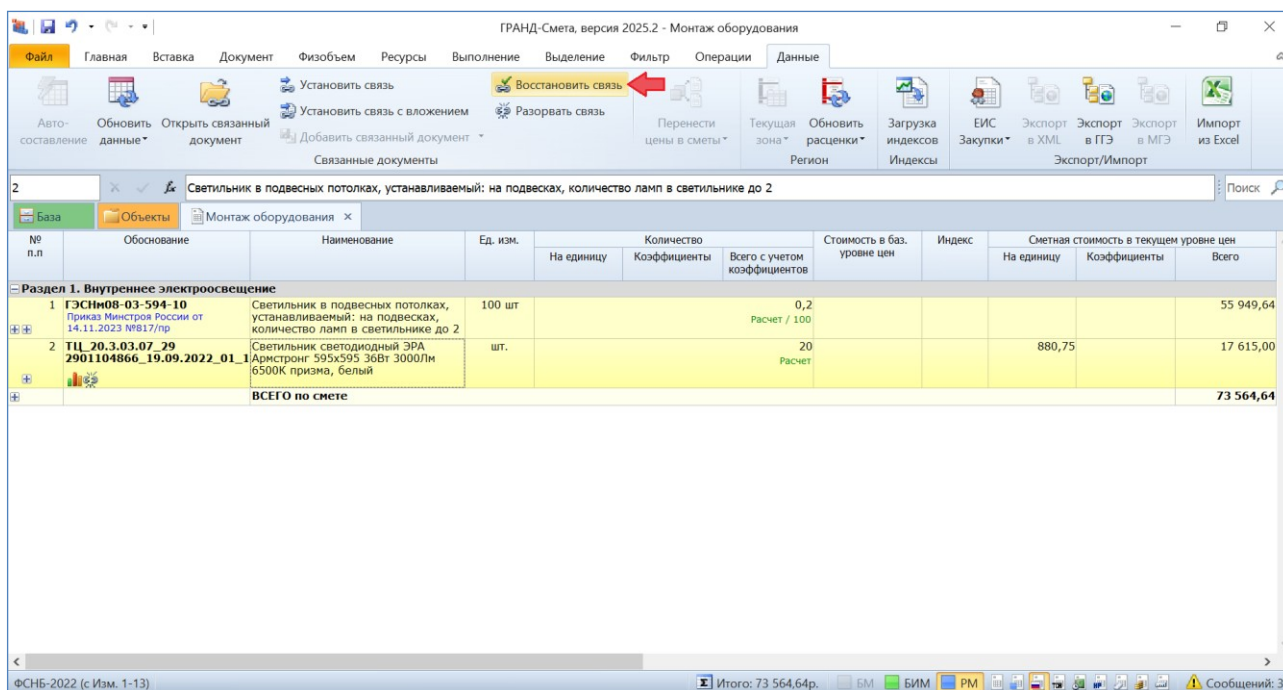 ГРАНД-Смета, версия 2025.2 - Монтаж оборудования
Файл Главная Вставка Документ Физобъем Ресурсы Выполнение Выделение Фильтр Операции Данные
Авто-
составление
Обновить
данные
Открыть связанный
документ
Установить связь
Установить связь с вложением
Добавить связанный документ
Восстановить связь
Разорвать связь
Связанные документы
Перенести
цены в сметы
Текущая
зона
Обновить
расценки
Регион
Загрузка
индексов
Индексы
ЕИС
Закупки
Экспорт
в XML
Экспорт
в ГГЭ
Экспорт
в МГЭ
Импорт
из Excel
Экспорт/Импорт
2 fx Светильник в подвесных потолках, устанавливаемый: на подвесках, количество ламп в светильнике до 2 Поиск
База Объекты Монтаж оборудования ×
№
п.п
Обоснование
Наименование
Ед. изм.
Количество
На единицу
Коэффициенты
Всего с учетом
коэффициентов
Стоимость в баз.
уровне цен
Индекс
Сметная стоимость в текущем уровне цен
На единицу
Коэффициенты
Всего
Раздел 1. Внутреннее электроосвещение
1
ГЭСНм08-03-594-10
Приказ Минстроя России от
14.11.2023 №817/пр
Светильник в подвесных потолках,
устанавливаемый: на подвесках,
количество ламп в светильнике до 2
100 шт
0,2
Расчет / 100
55 949,64
2
ТЦ_20.3.03.07_29
2901104866_19.09.2022_01_1
Светильник светодиодный ЭРА
Армстронг 595x595 36Вт 3000Лм
6500К призма, белый
шт.
20
Расчет
880,75
17 615,00
ВСЕГО по смете
73 564,64
ФСНБ-2022 (с Изм. 1-13) Итого: 73 564,64р. БМ БИМ РМ Сообщений: 3